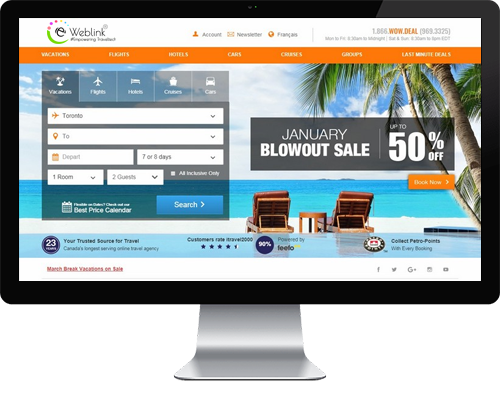 Weblink
#Empowering Traveltech
Account
Newsletter
Français
1.866.WOW.DEAL (969.3325)
Mon to Fri: 8.30am to Midnight | Sat & Sun: 8.30am to 8pm EST
VACATIONS FLIGHTS HOTELS CARS CRUISES GROUPS LAST MINUTE DEALS
Vacations Flights Hotels Cruises Cars
Toronto
To
Depart
7 or 8 days
1 Room
2 Guests
All Inclusive Only
Flexible on Dates? Check out our
Best Price Calendar
Search >
JANUARY
BLOWOUT SALE
UP TO
50% OFF
Book Now >
23
YEARS
Your Trusted Source for Travel
Canada's longest serving online travel agency
Customers rate itravel2000
90%
Powered by
feefo
Collect Petro-Points
With Every Booking
March Break Vacations on Sale